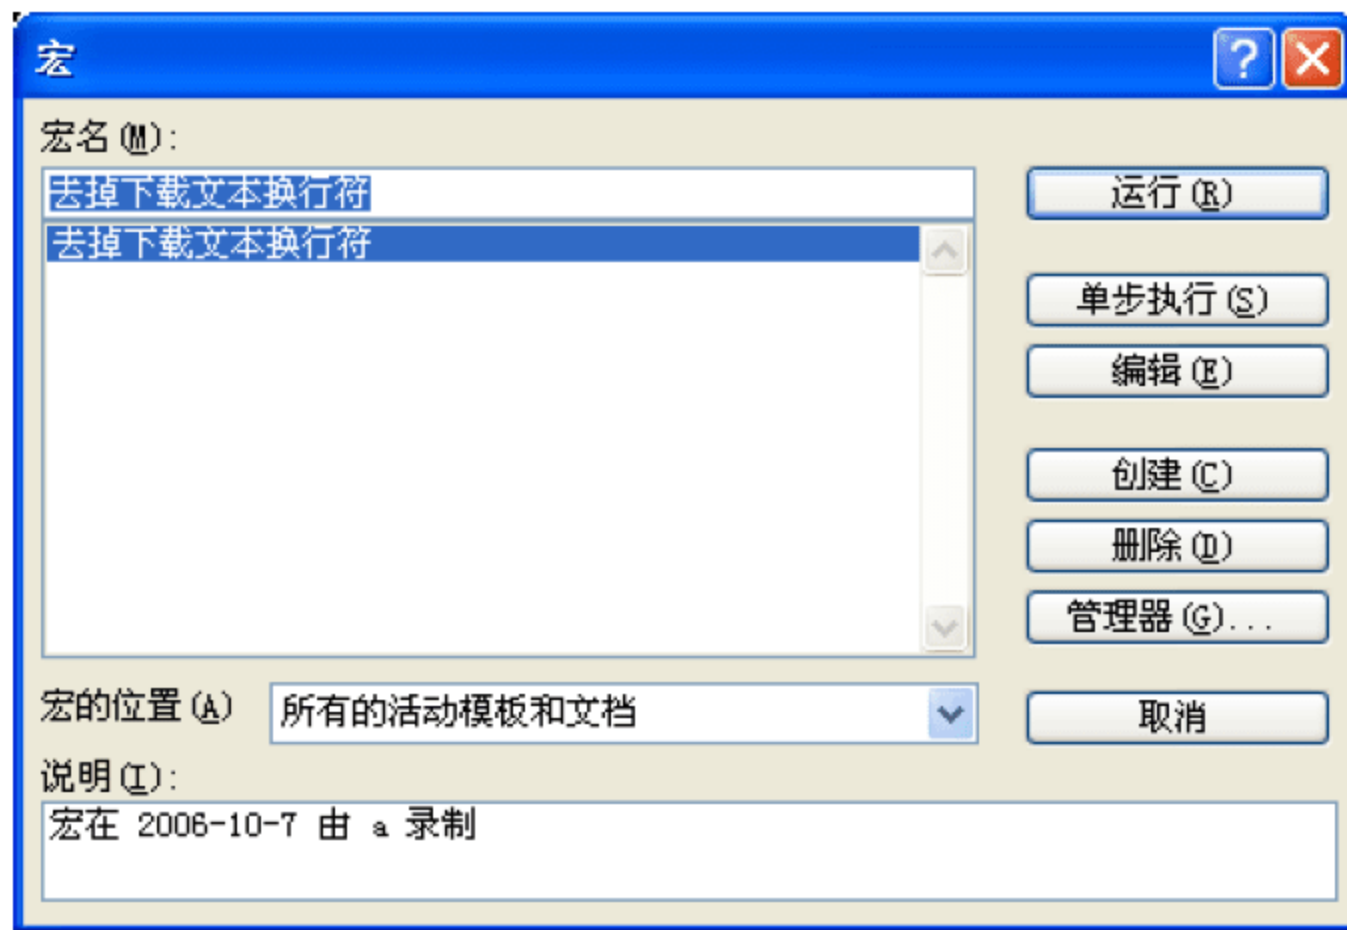 宏
宏名(M):
去掉下载文本换行符
运行(R)
去掉下载文本换行符
单步执行(S)
编辑(E)
创建(C)
删除(D)
管理器(G)...
宏的位置(A)
所有的活动模板和文档
取消
说明(I):
宏在 2006-10-7 由 a 录制